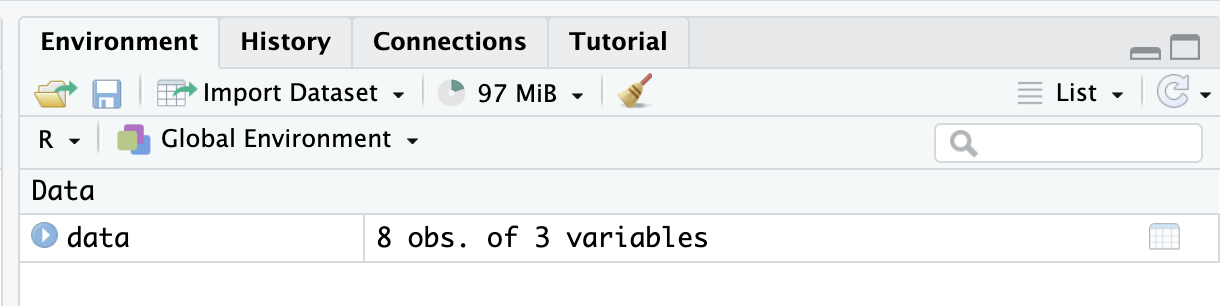 Environment History Connections Tutorial
Import Dataset 97 MiB List
R Global Environment
Data
data 8 obs. of 3 variables